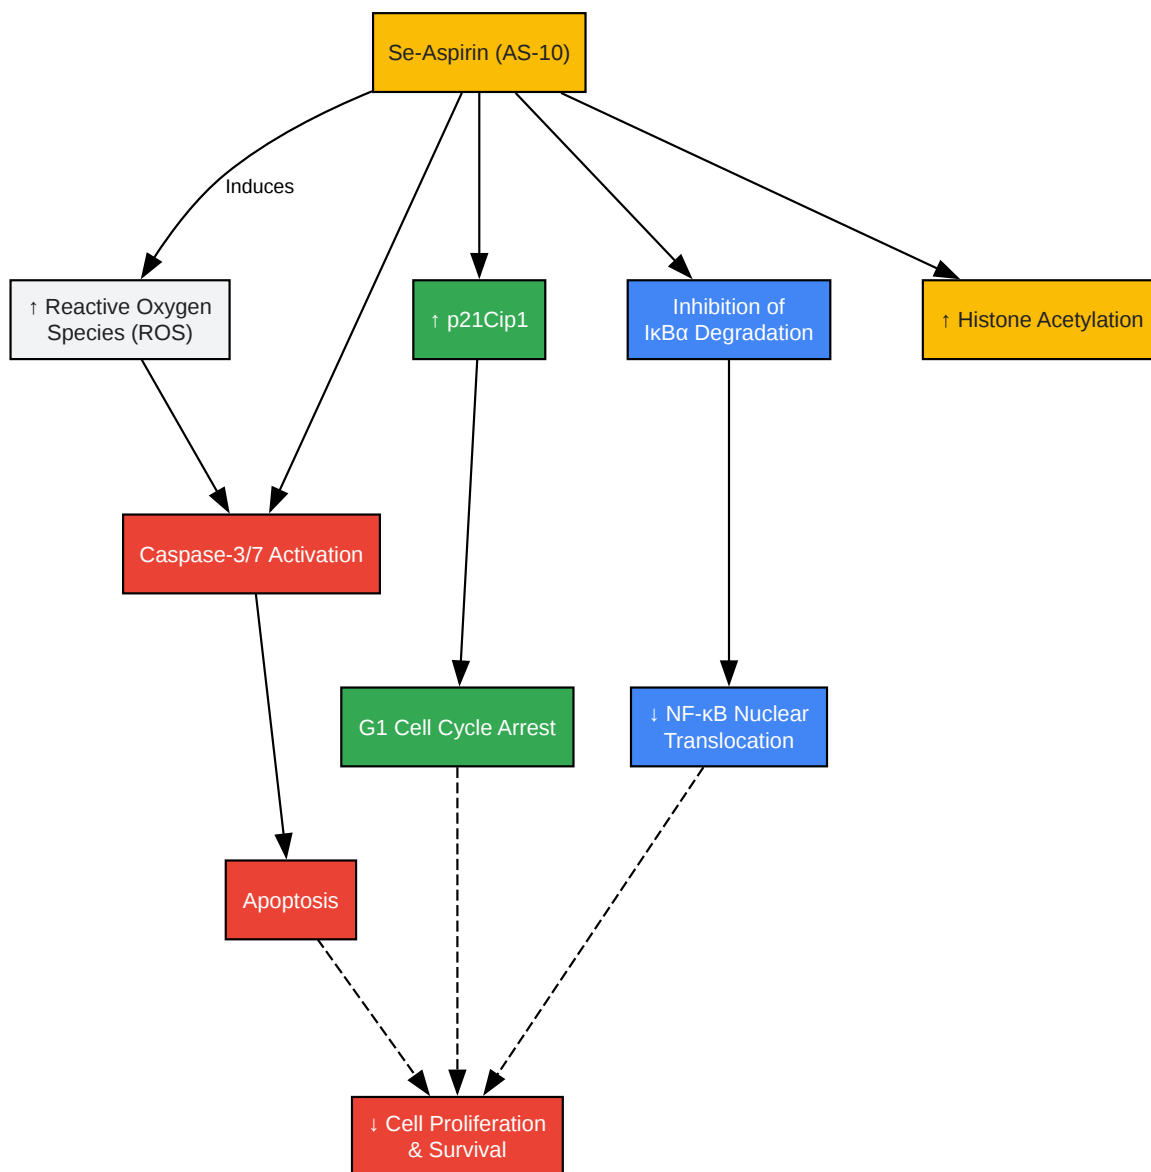 Se-Aspirin (AS-10)
Induces
↑ Reactive Oxygen
Species (ROS)
↑ p21Cip1
Inhibition of
IκBα Degradation
↑ Histone Acetylation
Caspase-3/7 Activation
G1 Cell Cycle Arrest
↓ NF-κB Nuclear
Translocation
Apoptosis
↓ Cell Proliferation
& Survival